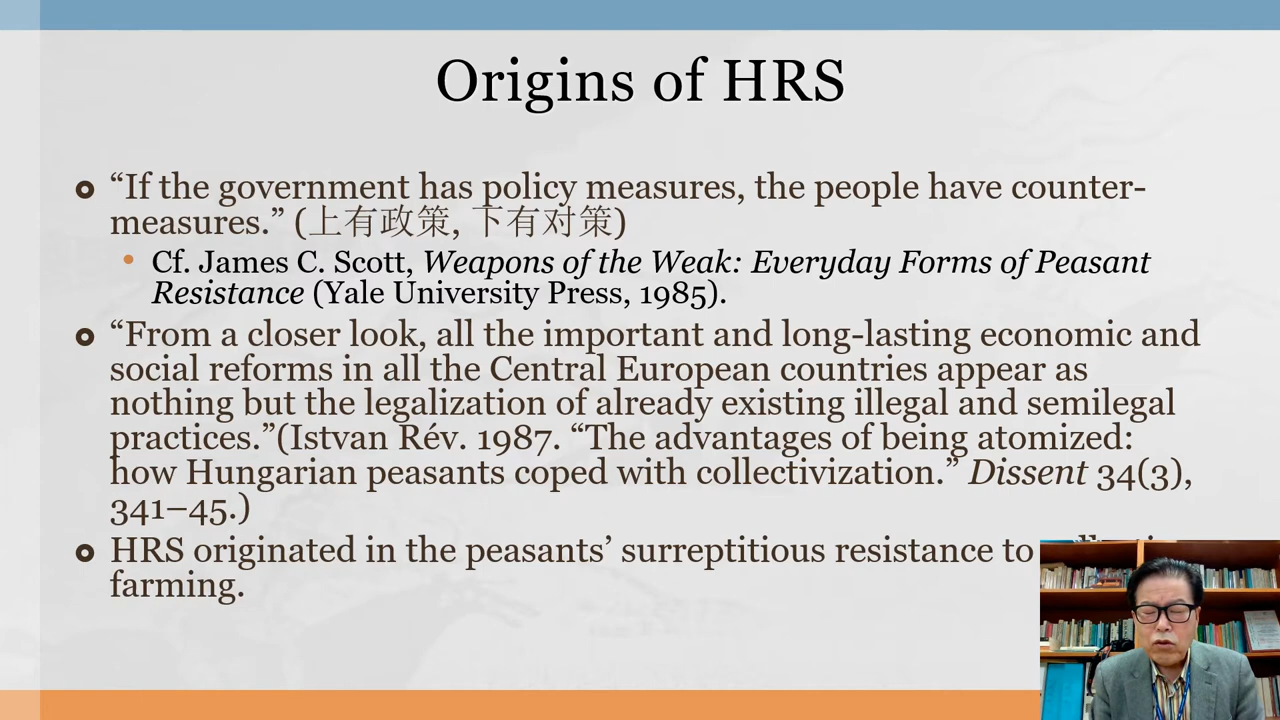 Origins of HRS
“If the government has policy measures, the people have counter-
measures.” (上有政策, 下有对策)
Cf. James C. Scott, Weapons of the Weak: Everyday Forms of Peasant
Resistance (Yale University Press, 1985).
“From a closer look, all the important and long-lasting economic and
social reforms in all the Central European countries appear as
nothing but the legalization of already existing illegal and semilegal
practices.”(Istvan Rév. 1987. “The advantages of being atomized:
how Hungarian peasants coped with collectivization.” Dissent 34(3),
341–45.)
HRS originated in the peasants’ surreptitious resistance to
farming.